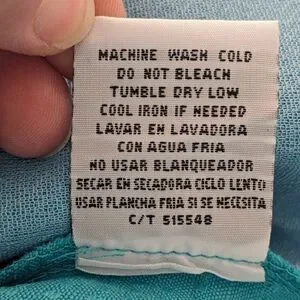 MACHINE WASH COLD
DO NOT BLEACH
TUMBLE DRY LOW
COOL IRON IF NEEDED
LAVAR EN LAVADORA
CON AGUA FRIA
NO USAR BLANQUEADOR
SECAR EN SECADORA CICLO LENTO
USAR PLANCHA FRIA SI SE NECESITA
C/T 515548